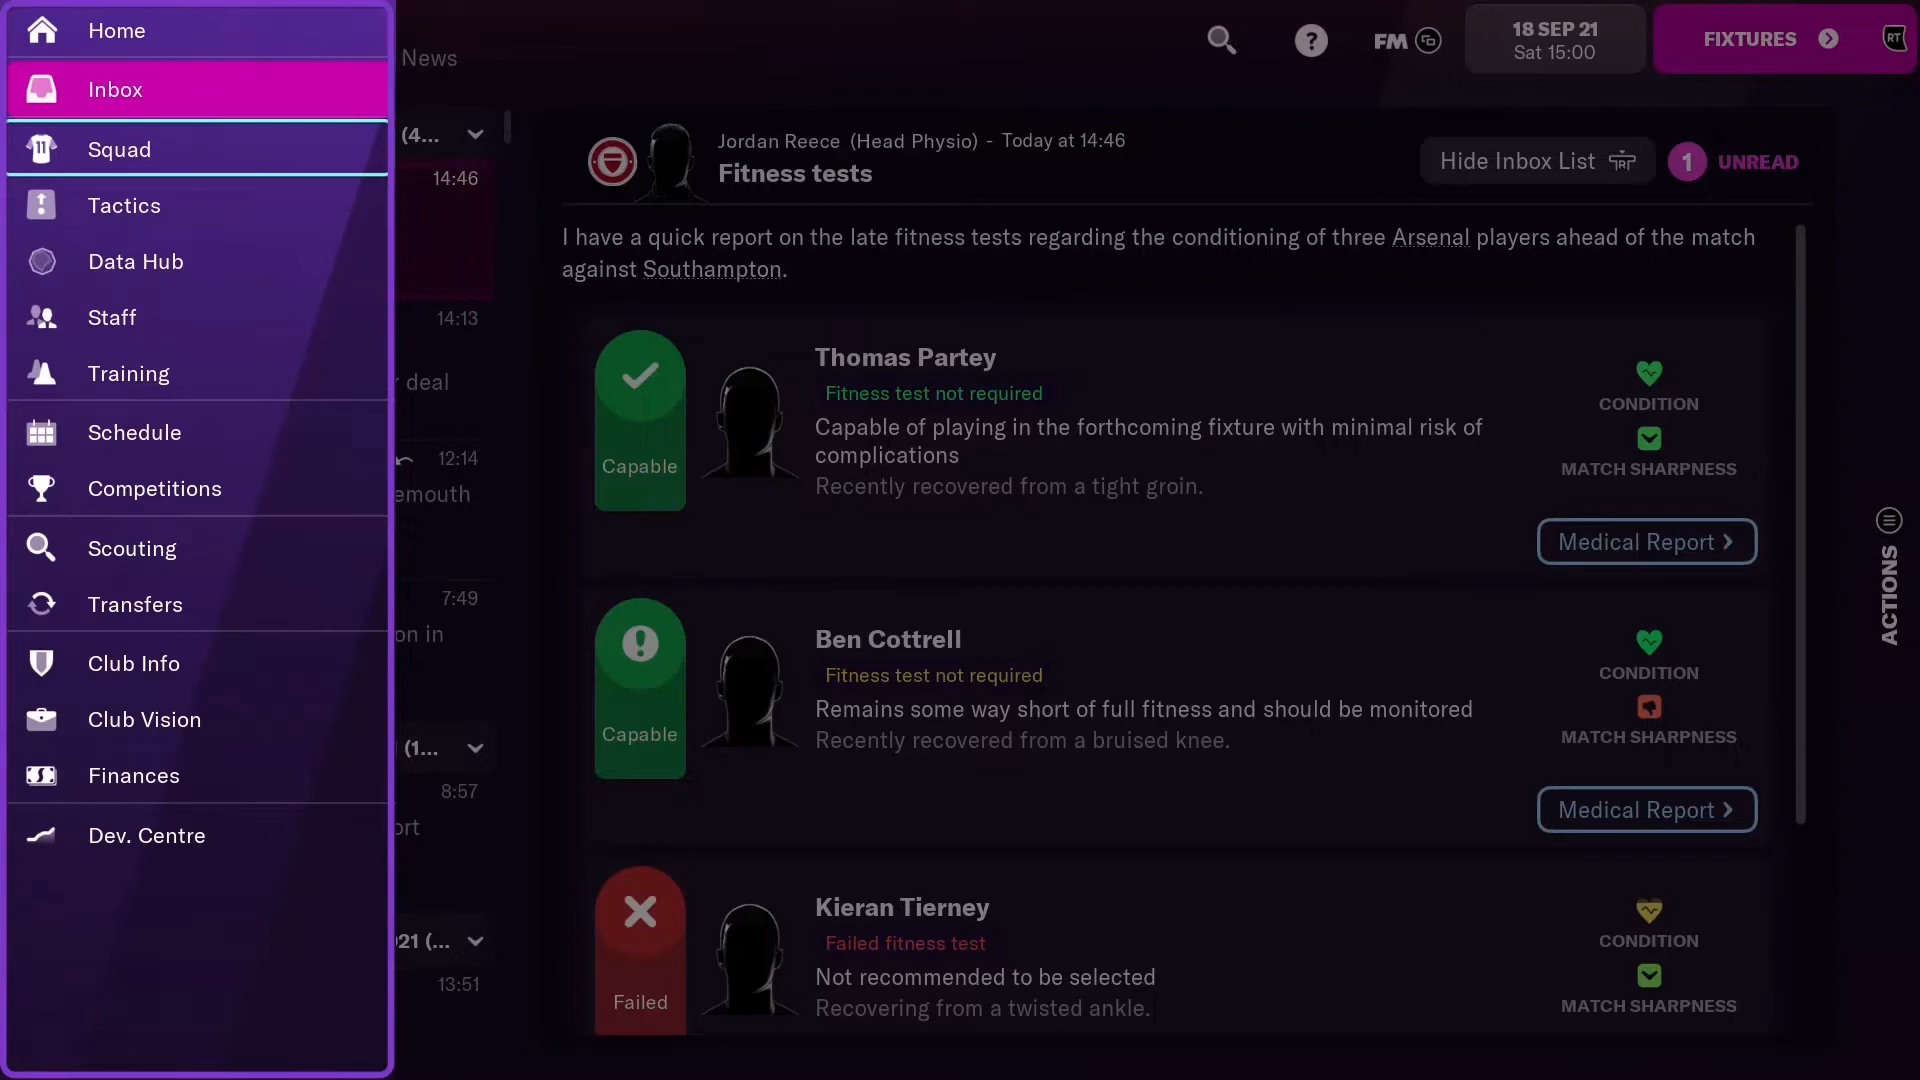 Home
Inbox
Squad
Tactics
Data Hub
Staff
Training
Schedule
Competitions
Scouting
Transfers
Club Info
Club Vision
Finances
Dev. Centre
News
FM
18 SEP 21
Sat 15:00
FIXTURES
RT
(4...
14:46
14:13
deal
12:14
emouth
7:49
on in
(1...
8:57
ort
021 (...
13:51
Jordan Reece (Head Physio) - Today at 14:46
Fitness tests
Hide Inbox List
1 UNREAD
I have a quick report on the late fitness tests regarding the conditioning of three Arsenal players ahead of the match
against Southampton.
Capable
Thomas Partey
Fitness test not required
Capable of playing in the forthcoming fixture with minimal risk of
complications
Recently recovered from a tight groin.
CONDITION
MATCH SHARPNESS
Medical Report
Capable
Ben Cottrell
Fitness test not required
Remains some way short of full fitness and should be monitored
Recently recovered from a bruised knee.
CONDITION
MATCH SHARPNESS
Medical Report
Failed
Kieran Tierney
Failed fitness test
Not recommended to be selected
Recovering from a twisted ankle.
CONDITION
MATCH SHARPNESS
ACTIONS